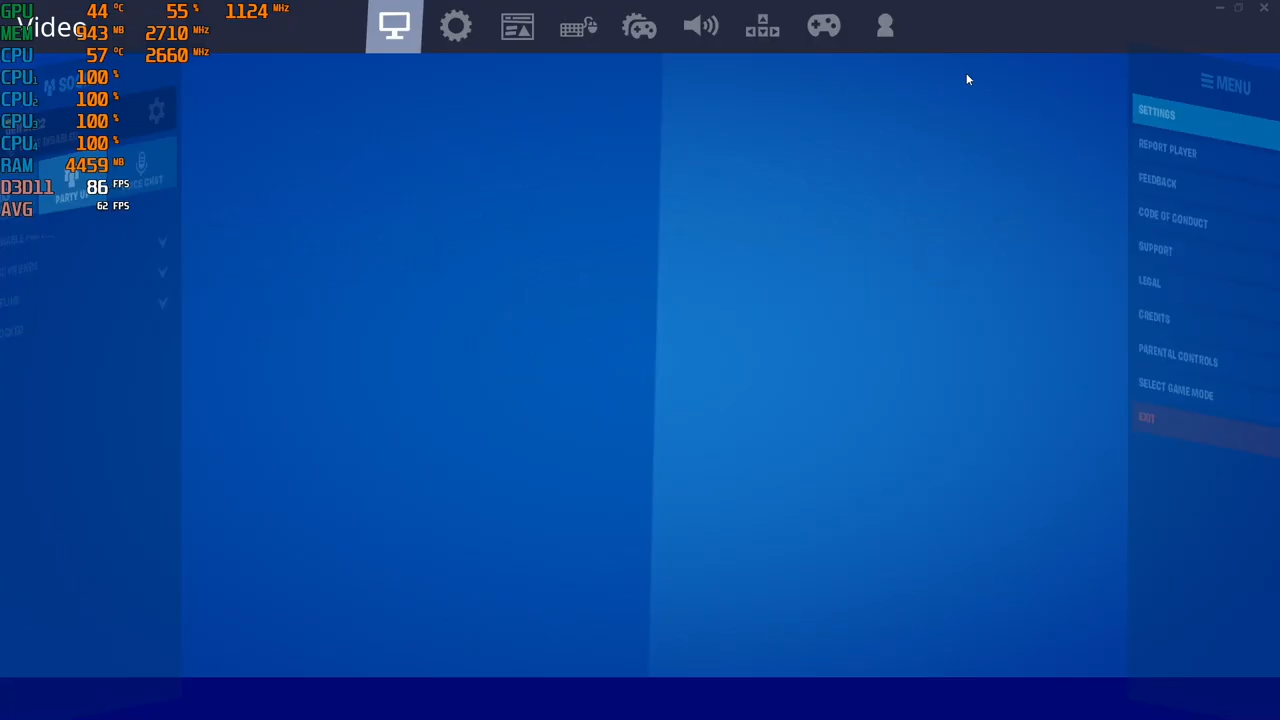 GPU 44 °C 55 % 1124 MHz
Video
MEM 943 MB 2710 MHz
CPU 57 °C 2660 MHz
CPU1 100 %
CPU2 100 %
CPU3 100 %
CPU4 100 %
RAM 4459 MB
D3D11 86 FPS
AVG 62 FPS
PARTY UP
MENU
SETTINGS
REPORT PLAYER
FEEDBACK
CODE OF CONDUCT
SUPPORT
LEGAL
CREDITS
PARENTAL CONTROLS
SELECT GAME MODE
EXIT